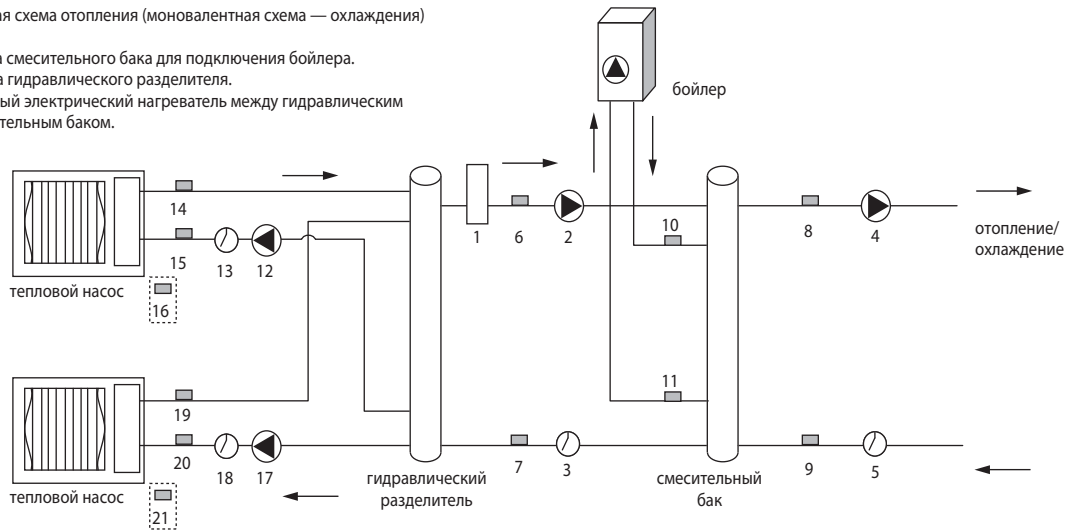 ая схема отопления (моновалентная схема — охлаждения)
а смесительного бака для подключения бойлера.
а гидравлического разделителя.
ный электрический нагреватель между гидравлическим
тельным баком.
бойлер
14
15
13
12
тепловой насос
16
1
6
2
10
8
4
отопление/
охлаждение
19
20
18
17
тепловой насос
21
11
7
3
9
5
гидравлический
разделитель
смесительный
бак